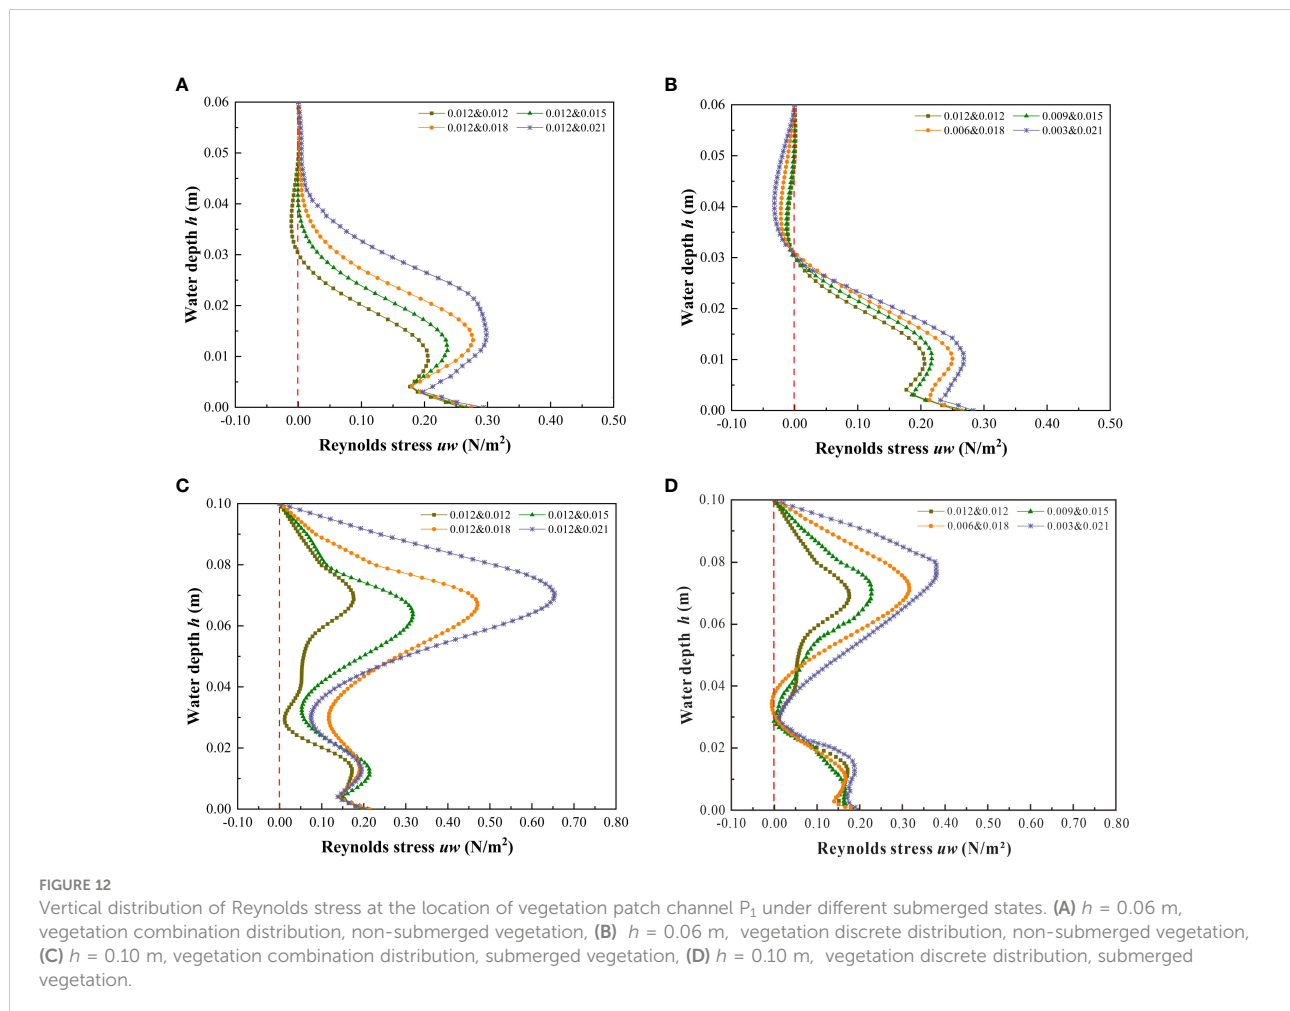 A
0.06
0.05
0.04
0.03
0.02
0.01
0.00
Water depth h (m)
0.012&0.012
0.012&0.015
0.012&0.018
0.012&0.021
-0.10 0.00 0.10 0.20 0.30 0.40 0.50
Reynolds stress uw (N/m²)
B
0.06
0.05
0.04
0.03
0.02
0.01
0.00
Water depth h (m)
0.012&0.012
0.009&0.015
0.006&0.018
0.003&0.021
-0.10 0.00 0.10 0.20 0.30 0.40 0.50
Reynolds stress uw (N/m²)
C
0.10
0.08
0.06
0.04
0.02
0.00
Water depth h (m)
0.012&0.012
0.012&0.015
0.012&0.018
0.012&0.021
-0.10 0.00 0.10 0.20 0.30 0.40 0.50 0.60 0.70 0.80
Reynolds stress uw (N/m²)
D
0.10
0.08
0.06
0.04
0.02
0.00
Water depth h (m)
0.012&0.012
0.009&0.015
0.006&0.018
0.003&0.021
-0.10 0.00 0.10 0.20 0.30 0.40 0.50 0.60 0.70 0.80
Reynolds stress uw (N/m²)
FIGURE 12
Vertical distribution of Reynolds stress at the location of vegetation patch channel P₁ under different submerged states. (A) h = 0.06 m,
vegetation combination distribution, non-submerged vegetation, (B) h = 0.06 m, vegetation discrete distribution, non-submerged vegetation,
(C) h = 0.10 m, vegetation combination distribution, submerged vegetation, (D) h = 0.10 m, vegetation discrete distribution, submerged
vegetation.